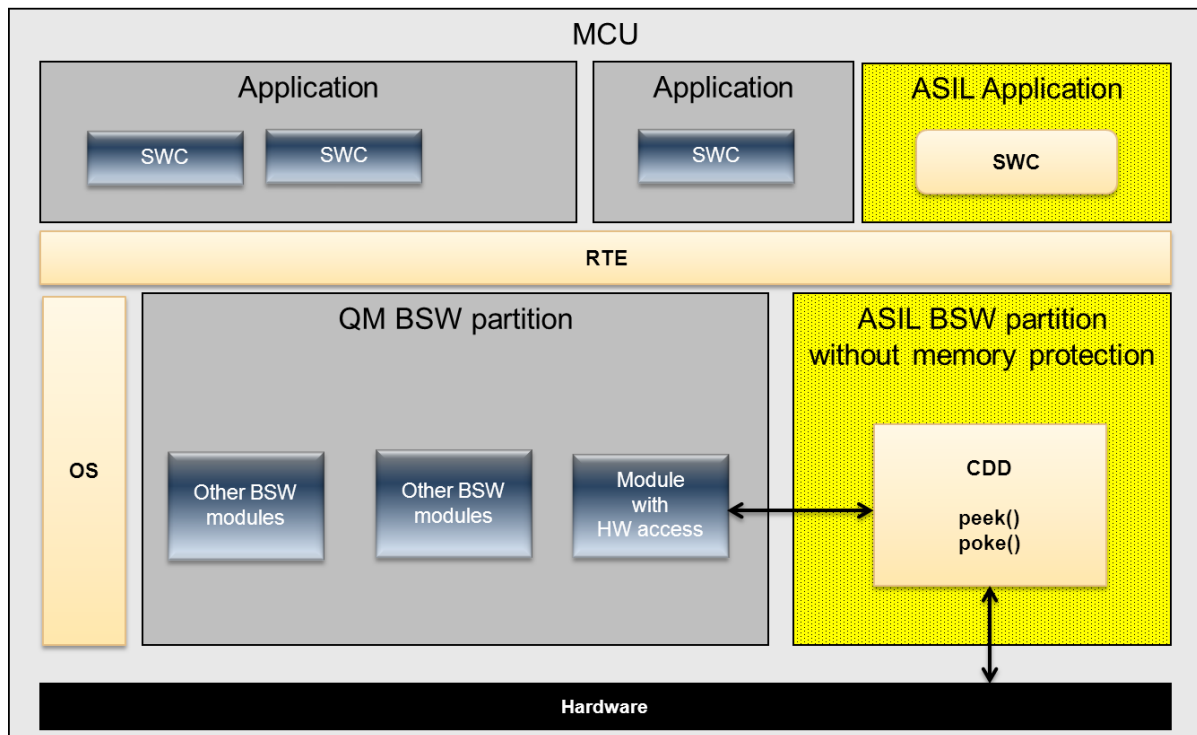 MCU
Application
SWC
SWC
Application
SWC
ASIL Application
SWC
RTE
OS
QM BSW partition
Other BSW
modules
Other BSW
modules
Module
with
HW access
ASIL BSW partition
without memory protection
CDD
peek()
poke()
Hardware